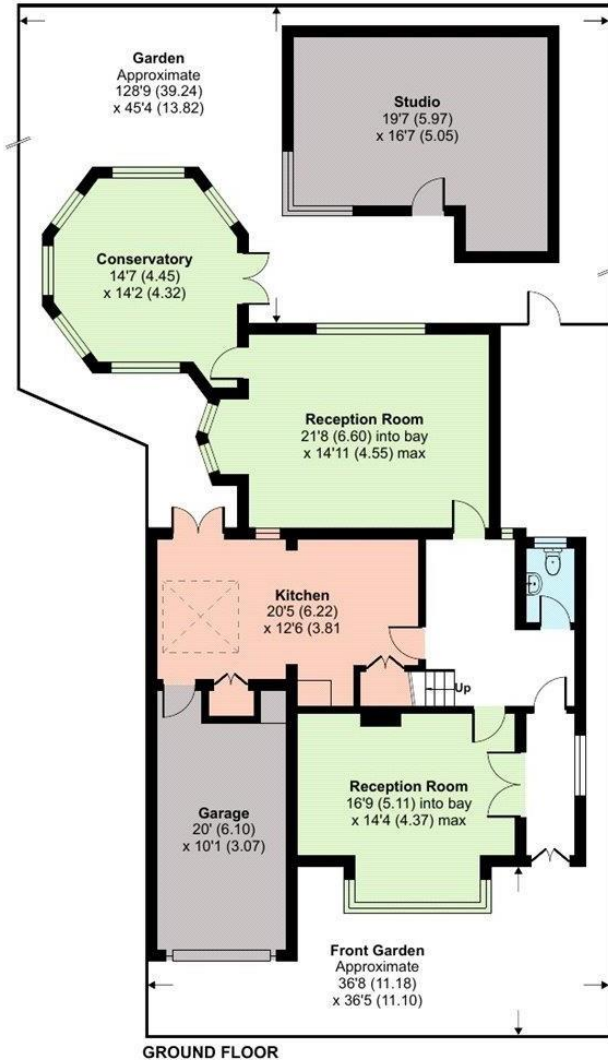 Garden
Approximate
128'9 (39.24)
x 45'4 (13.82)
Studio
19'7 (5.97)
x 16'7 (5.05)
Conservatory
14'7 (4.45)
x 14'2 (4.32)
Reception Room
21'8 (6.60) into bay
x 14'11 (4.55) max
Kitchen
20'5 (6.22)
x 12'6 (3.81
Up
Reception Room
16'9 (5.11) into bay
x 14'4 (4.37) max
Garage
20' (6.10)
x 10'1 (3.07)
Front Garden
Approximate
36'8 (11.18)
x 36'5 (11.10)
GROUND FLOOR